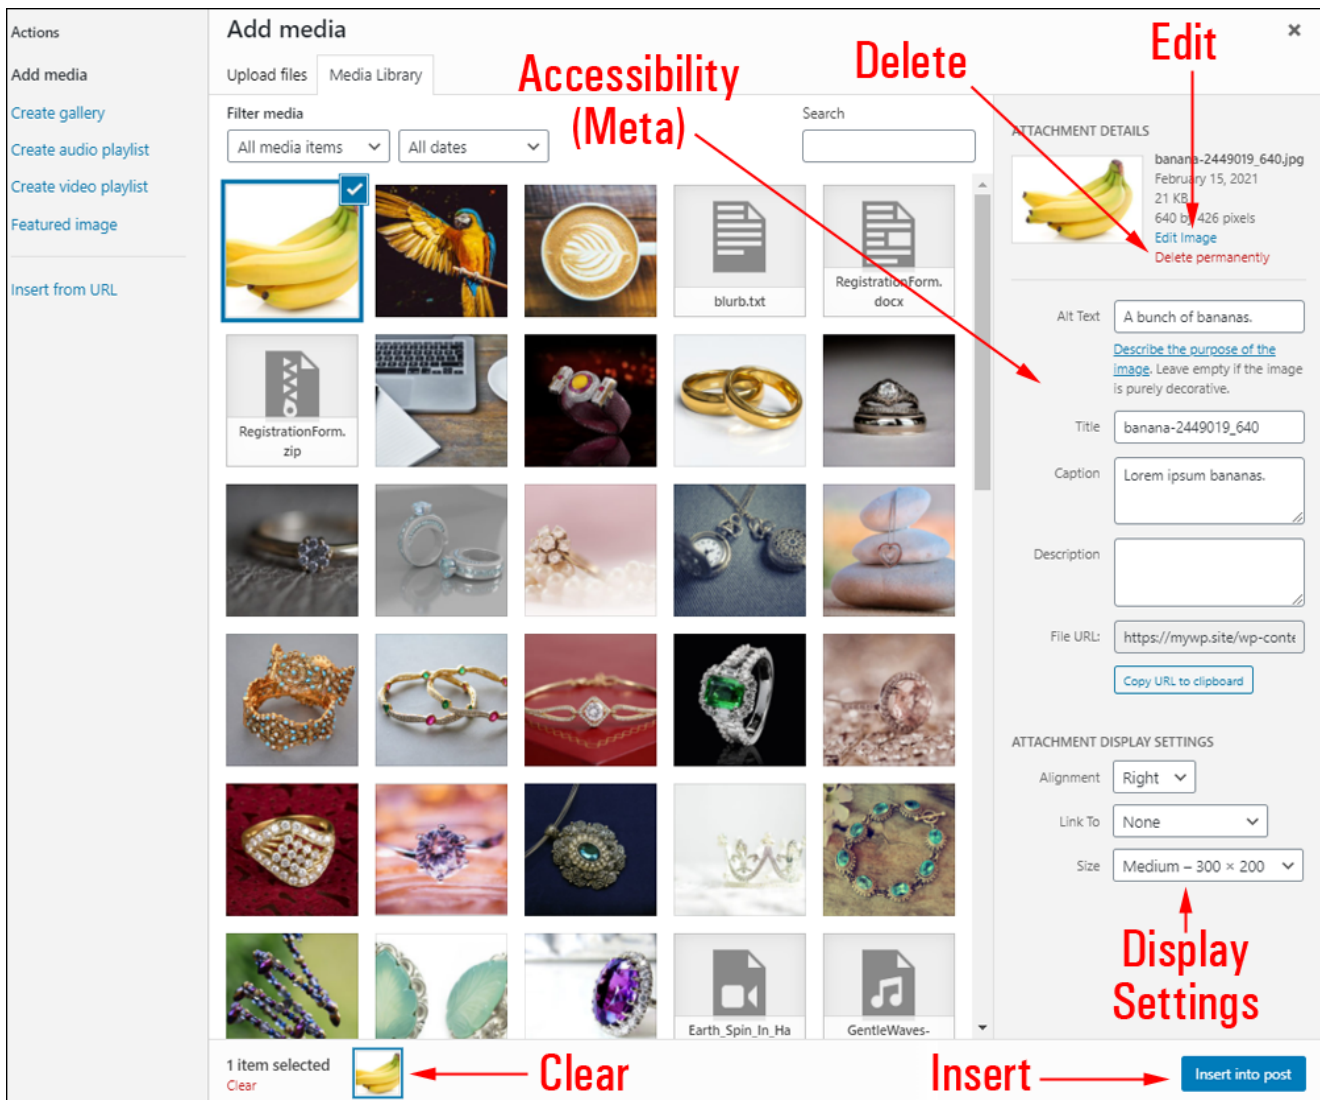 Actions
Add media
Create gallery
Create audio playlist
Create video playlist
Featured image
Insert from URL
Add media
Upload files
Media Library
Filter media
All media items
All dates
Search
Accessibility
(Meta)
Delete
Edit
×
blurb.txt
RegistrationForm.
docx
RegistrationForm.
zip
Earth_Spin_In_Ha
GentleWaves-
ATTACHMENT DETAILS
banana-2449019_640.jpg
February 15, 2021
21 KB
640 by 426 pixels
Edit Image
Delete permanently
Alt Text
A bunch of bananas.
Describe the purpose of the
image. Leave empty if the image
is purely decorative.
Title
banana-2449019_640
Caption
Lorem ipsum bananas.
Description
File URL:
https://mywp.site/wp-conte
Copy URL to clipboard
ATTACHMENT DISPLAY SETTINGS
Alignment
Right
Link To
None
Size
Medium – 300 × 200
Display
Settings
1 item selected
Clear
Clear
Insert
Insert into post